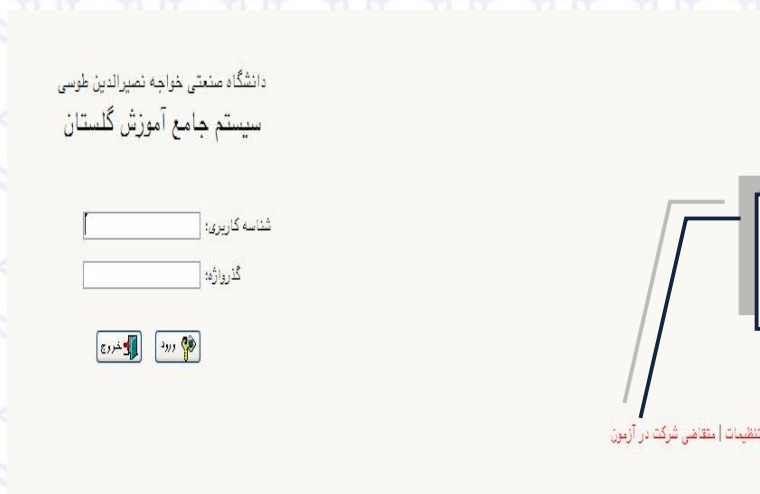 دانشگاه صنعتی خواجه نصیرالدین طوسی
سیستم جامع آموزش گلستان
شناسه کاربری:
گذرواژه:
ورود
خروج
تنظیمات | متقاضی شرکت در آزمون